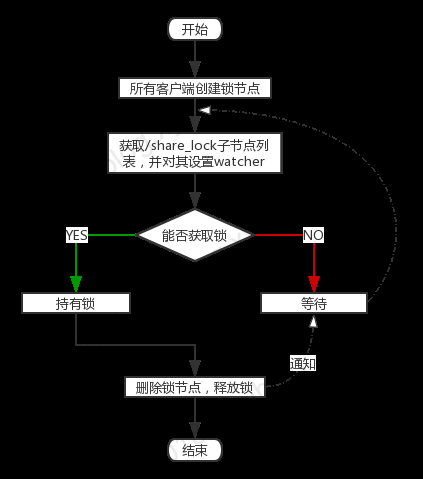 开始
所有客户端创建锁节点
获取/share_lock子节点列
表，并对其设置watcher
能否获取锁
YES
NO
持有锁
等待
通知
删除锁节点，释放锁
结束